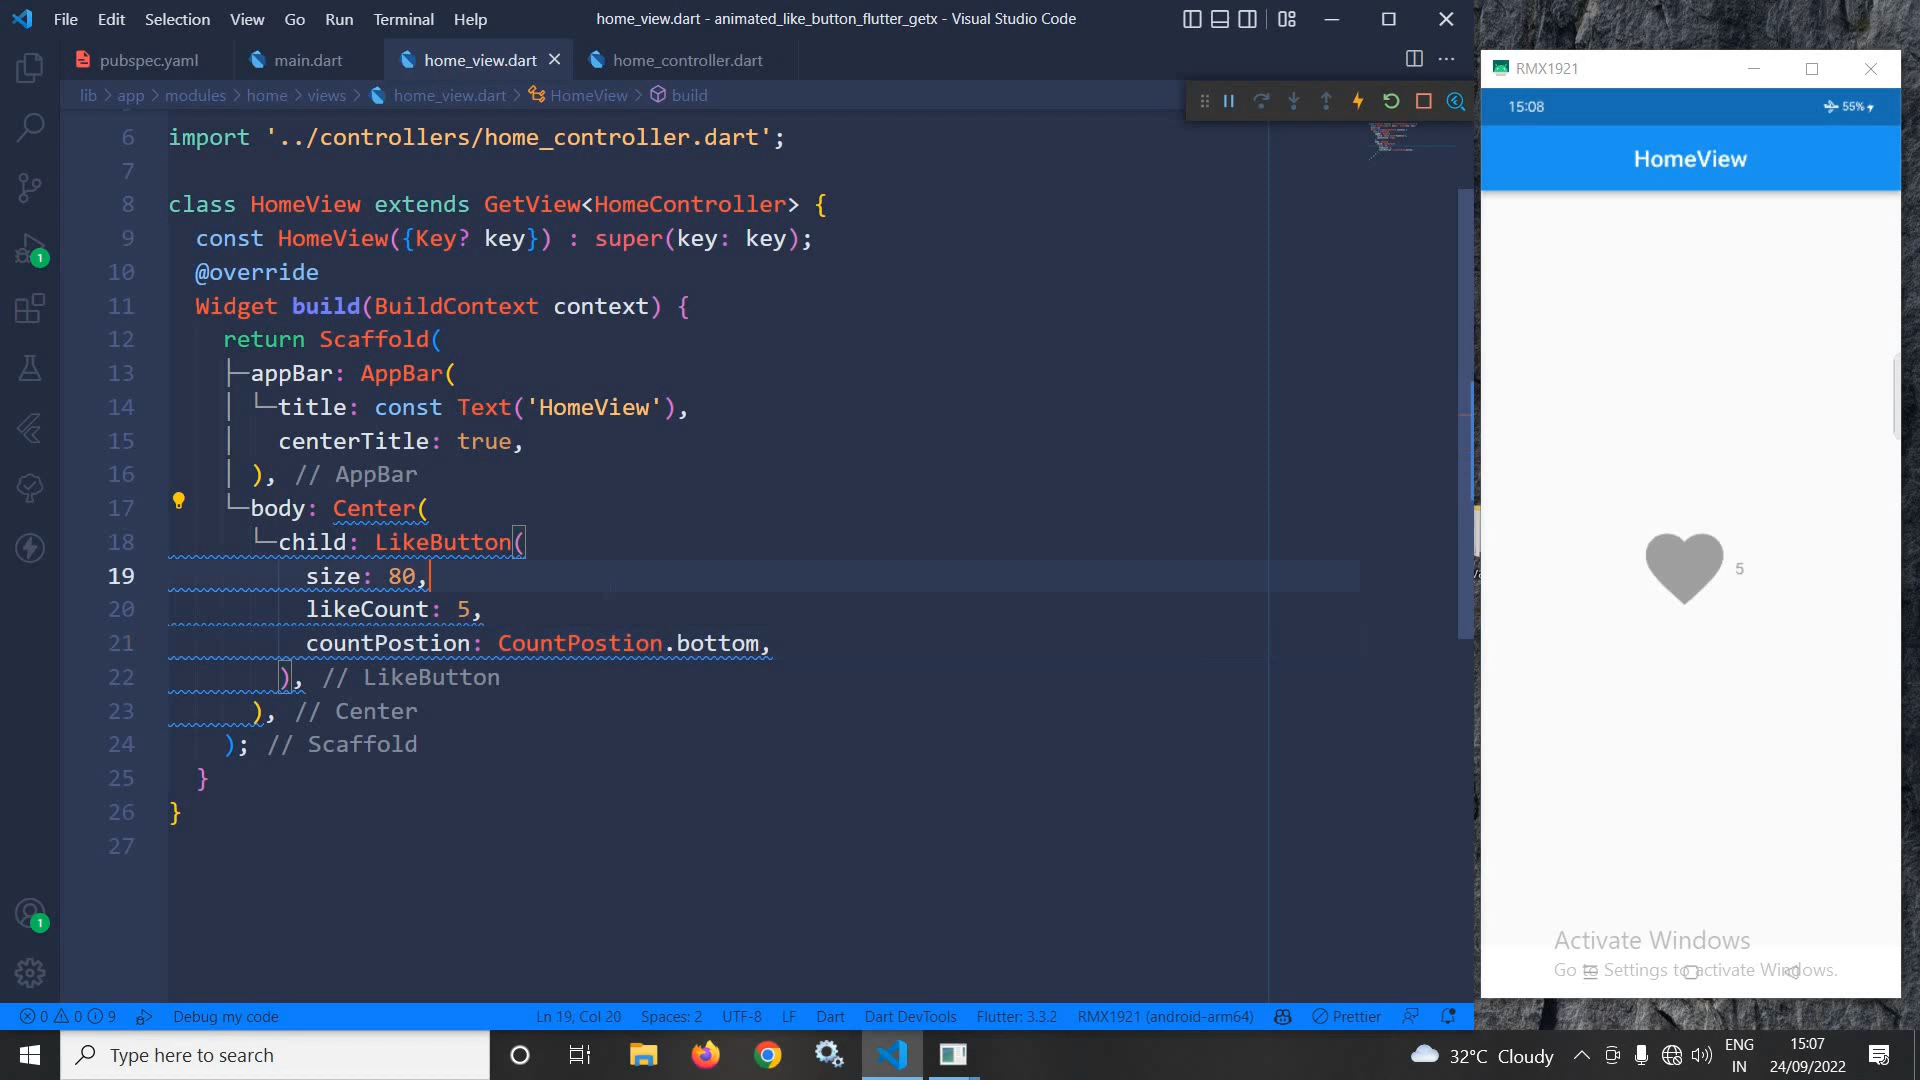 File Edit Selection View Go Run Terminal Help
home_view.dart - animated_like_button_flutter_getx - Visual Studio Code
pubspec.yaml
main.dart
home_view.dart
home_controller.dart
lib > app > modules > home > views > home_view.dart > HomeView > build
6 import '../controllers/home_controller.dart';
7
8 class HomeView extends GetView<HomeController> {
9 const HomeView({Key? key}) : super(key: key);
10 @override
11 Widget build(BuildContext context) {
12 return Scaffold(
13 appBar: AppBar(
14 title: const Text('HomeView'),
15 centerTitle: true,
16 ), // AppBar
17 body: Center(
18 child: LikeButton(
19 size: 80,
20 likeCount: 5,
21 countPostion: CountPostion.bottom,
22 ), // LikeButton
23 ), // Center
24 ); // Scaffold
25 }
26 }
27
1
1
0 0 9 Debug my code
Ln 19, Col 20 Spaces: 2 UTF-8 LF Dart Dart DevTools Flutter: 3.3.2 RMX1921 (android-arm64) Prettier
RMX1921
15:08
55%
HomeView
5
Activate Windows
Go to Settings to activate Windows.
Type here to search
32°C Cloudy
ENG
IN
15:07
24/09/2022